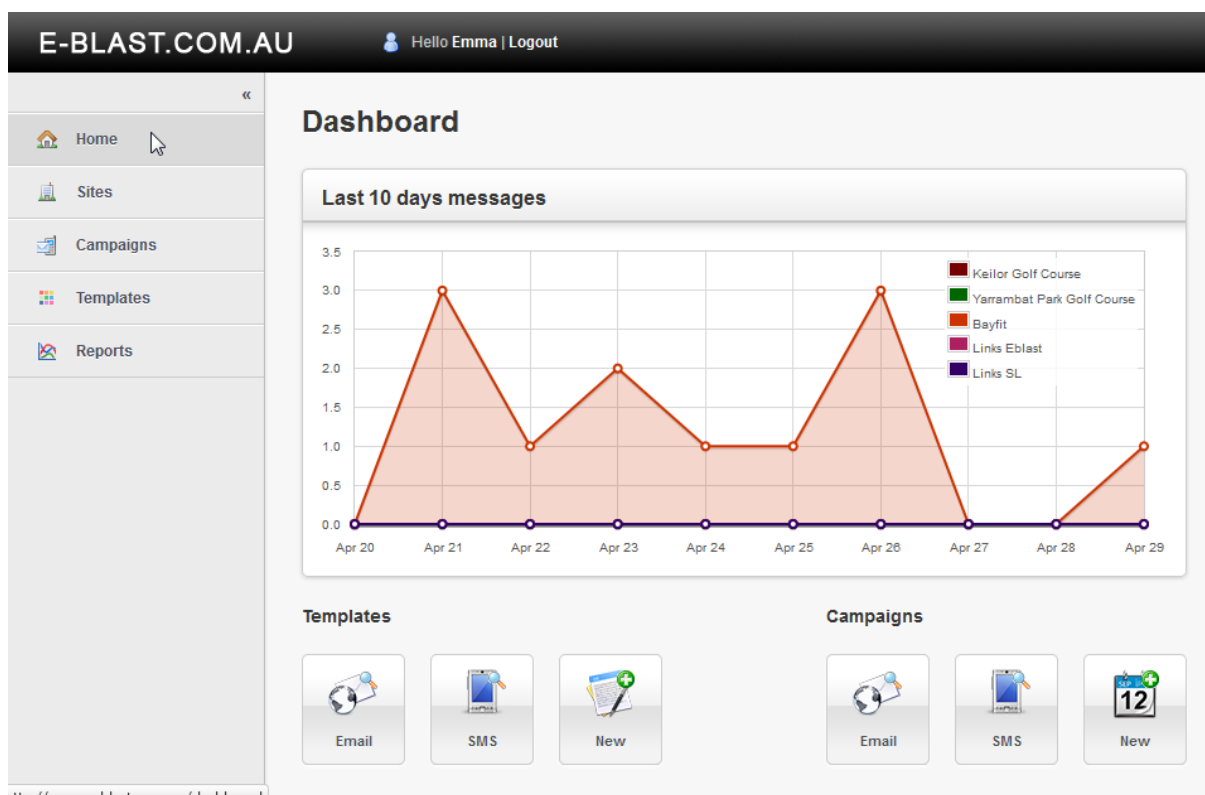 E-BLAST.COM.AU
Hello Emma | Logout
«
Home
Sites
Campaigns
Templates
Reports
Dashboard
Last 10 days messages
3.5
3.0
2.5
2.0
1.5
1.0
0.5
0.0
Keilor Golf Course
Yarrambat Park Golf Course
Bayfit
Links Eblast
Links SL
Apr 20 Apr 21 Apr 22 Apr 23 Apr 24 Apr 25 Apr 26 Apr 27 Apr 28 Apr 29
Templates
Email SMS New
Campaigns
Email SMS New
SEP
12